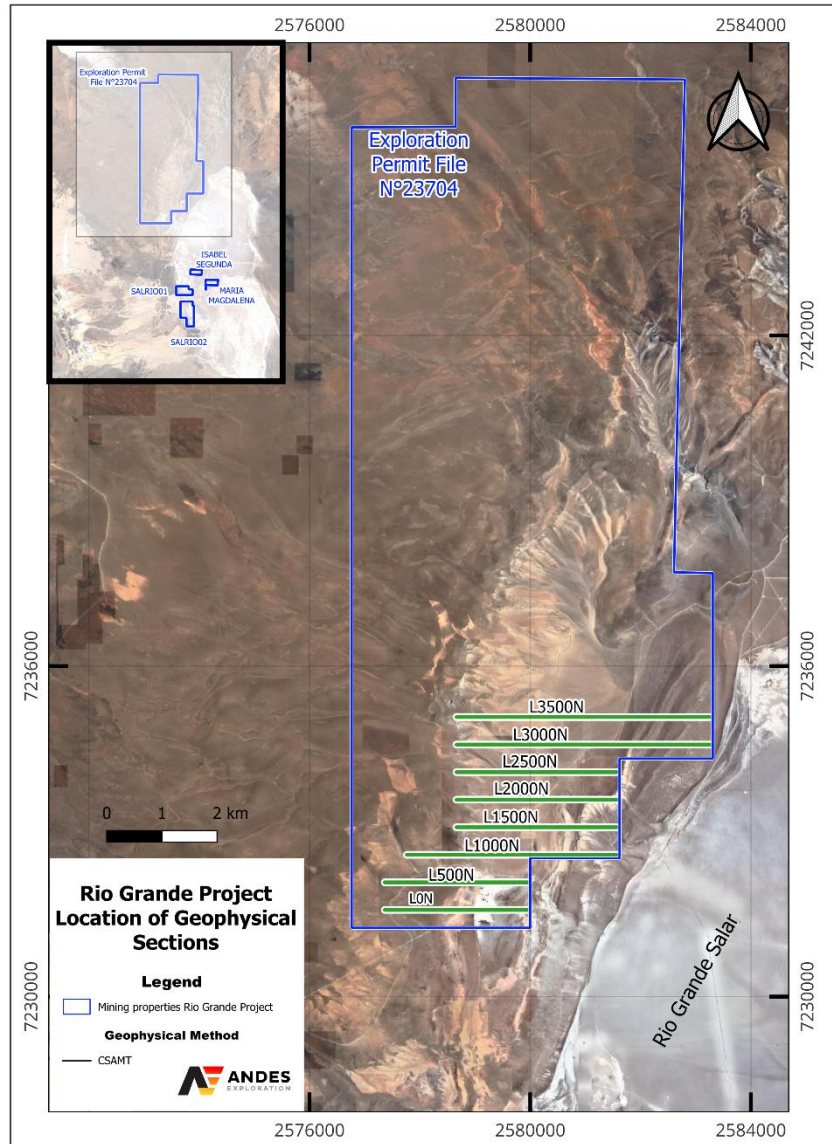 2576000
2580000
2584000
Exploration Permit
File N°23704
ISABEL
SEGUNDA
SALRIO01
MARIA
MAGDALENA
SALRIO02
Exploration
Permit File
N°23704
7242000
7242000
7236000
7236000
L3500N
L3000N
L2500N
L2000N
L1500N
L1000N
L500N
L0N
0 1 2 km
Rio Grande Project
Location of Geophysical
Sections
Legend
Mining properties Rio Grande Project
Geophysical Method
CSAMT
ANDES
EXPLORATION
Rio Grande Salar
7230000
7230000
2576000
2580000
2584000